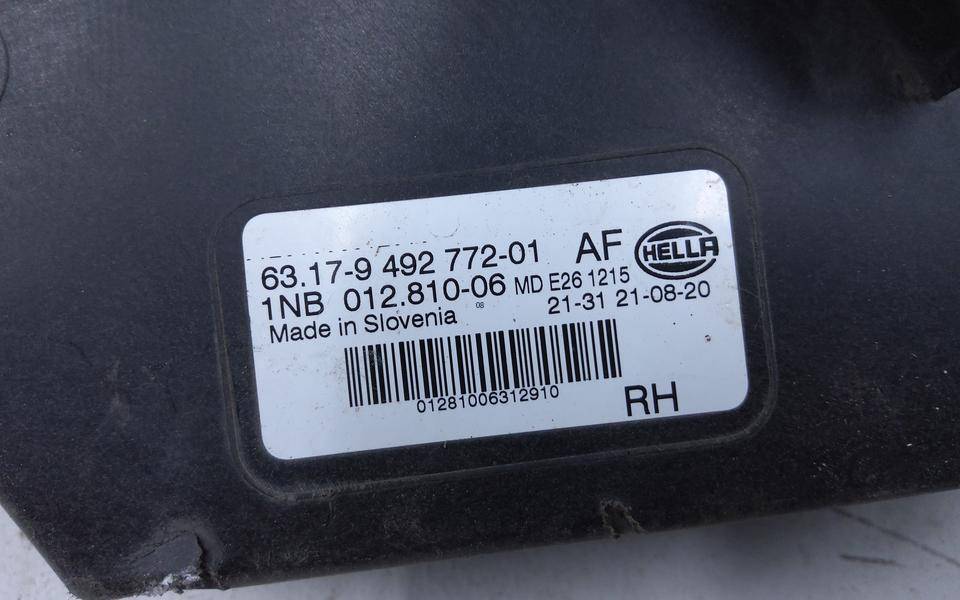 63.17-9 492 772-01 AF HELLA
1NB 012.810-06 MD E26 1215
08
Made in Slovenia 21-31 21-08-20
01281006312910
RH